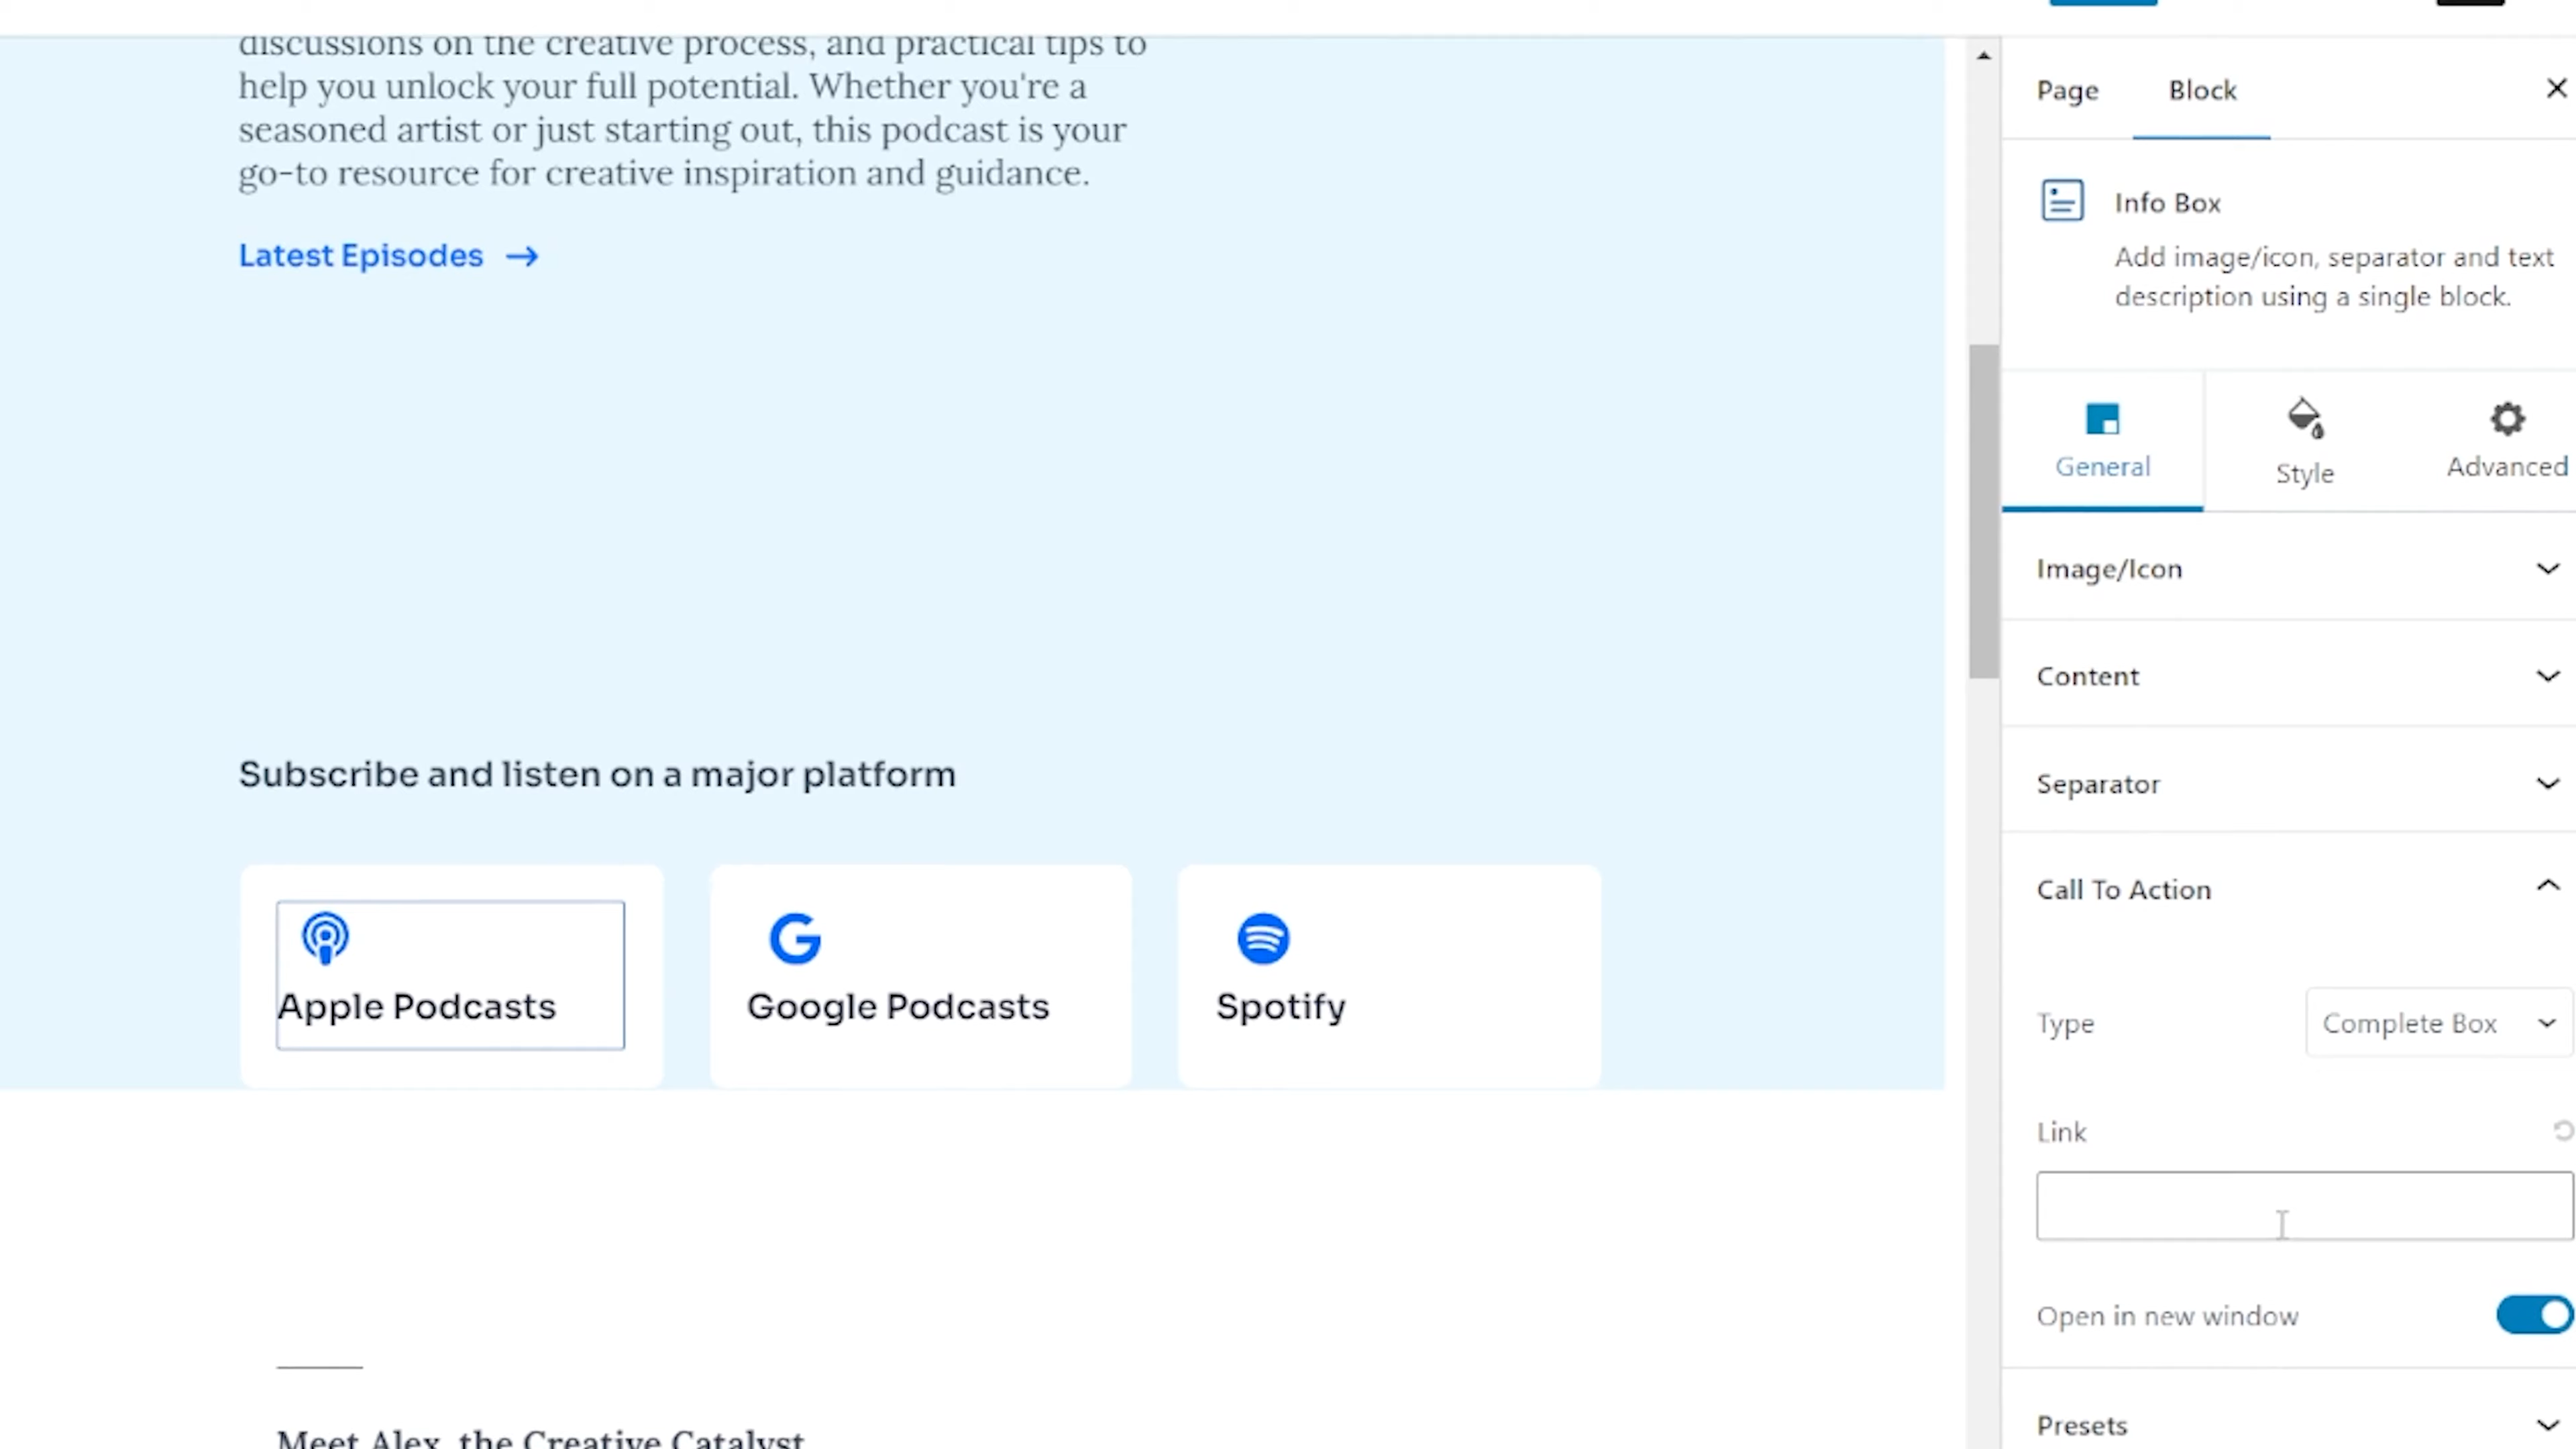 discussions on the creative process, and practical tips to
help you unlock your full potential. Whether you're a
seasoned artist or just starting out, this podcast is your
go-to resource for creative inspiration and guidance.
Latest Episodes →
Subscribe and listen on a major platform
Apple Podcasts
Google Podcasts
Spotify
Meet Alex, the Creative Catalyst
Page Block
Info Box
Add image/icon, separator and text
description using a single block.
General Style Advanced
Image/Icon
Content
Separator
Call To Action
Type Complete Box
Link
Open in new window
Presets